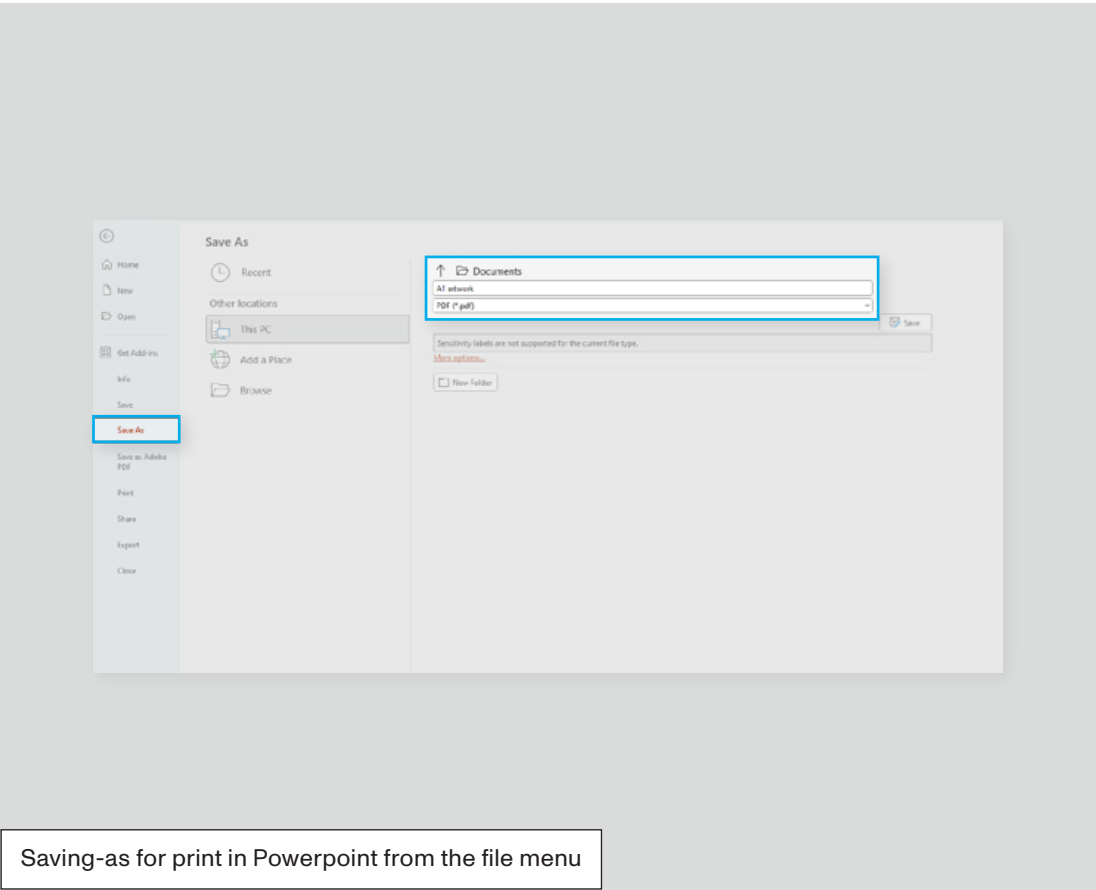 Home
New
Open
Get Add-ins
Info
Save
Save As
Save as Adobe
PDF
Print
Share
Export
Close
Save As
Recent
Other locations
This PC
Add a Place
Browse
Documents
A1 artwork
PDF (*.pdf)
Save
Sensitivity labels are not supported for the current file type.
More options...
New Folder
Saving-as for print in Powerpoint from the file menu